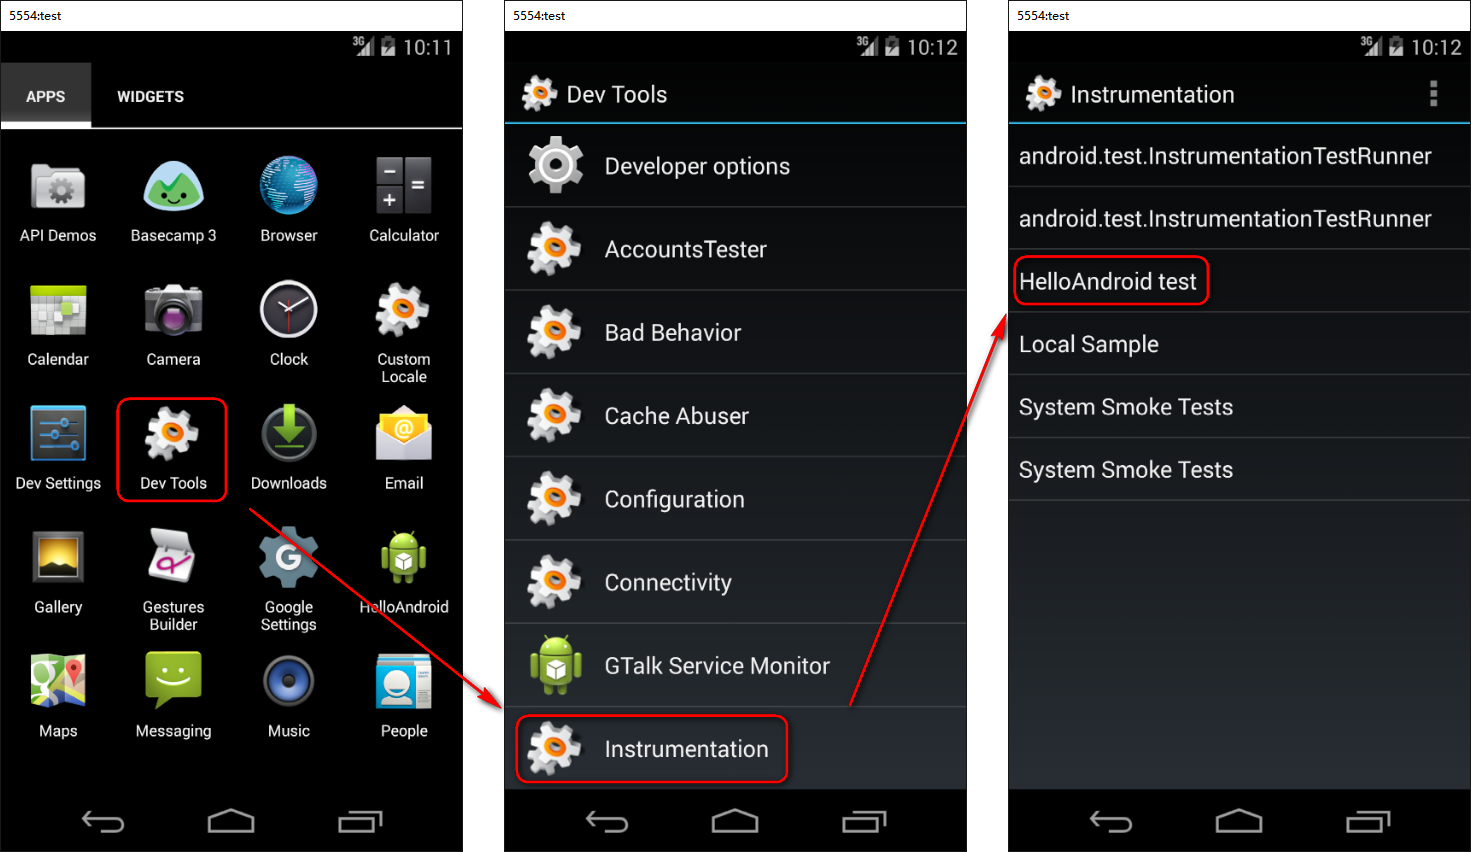 5554:test
3G 10:11
APPS WIDGETS
API Demos Basecamp 3 Browser Calculator
Calendar Camera Clock Custom
Locale
Dev Settings Dev Tools Downloads Email
Gallery Gestures Google HelloAndroid
Builder Settings
Maps Messaging Music People
5554:test
3G 10:12
Dev Tools
Developer options
AccountsTester
Bad Behavior
Cache Abuser
Configuration
Connectivity
GTalk Service Monitor
Instrumentation
5554:test
3G 10:12
Instrumentation
android.test.InstrumentationTestRunner
android.test.InstrumentationTestRunner
HelloAndroid test
Local Sample
System Smoke Tests
System Smoke Tests